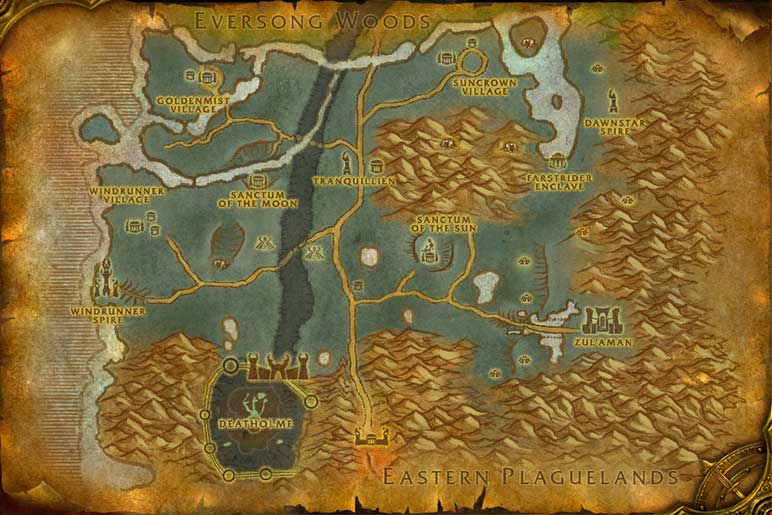 EVERSONG WOODS
SUNCROWN
VILLAGE
GOLDENMIST
VILLAGE
DAWNSTAR
SPIRE
FARSTRIDER
ENCLAVE
TRANQUILLIEN
WINDRUNNER
VILLAGE
SANCTUM
OF THE MOON
SANCTUM
OF THE SUN
WINDRUNNER
SPIRE
ZUL'AMAN
DEATHOLME
EASTERN PLAGUELANDS